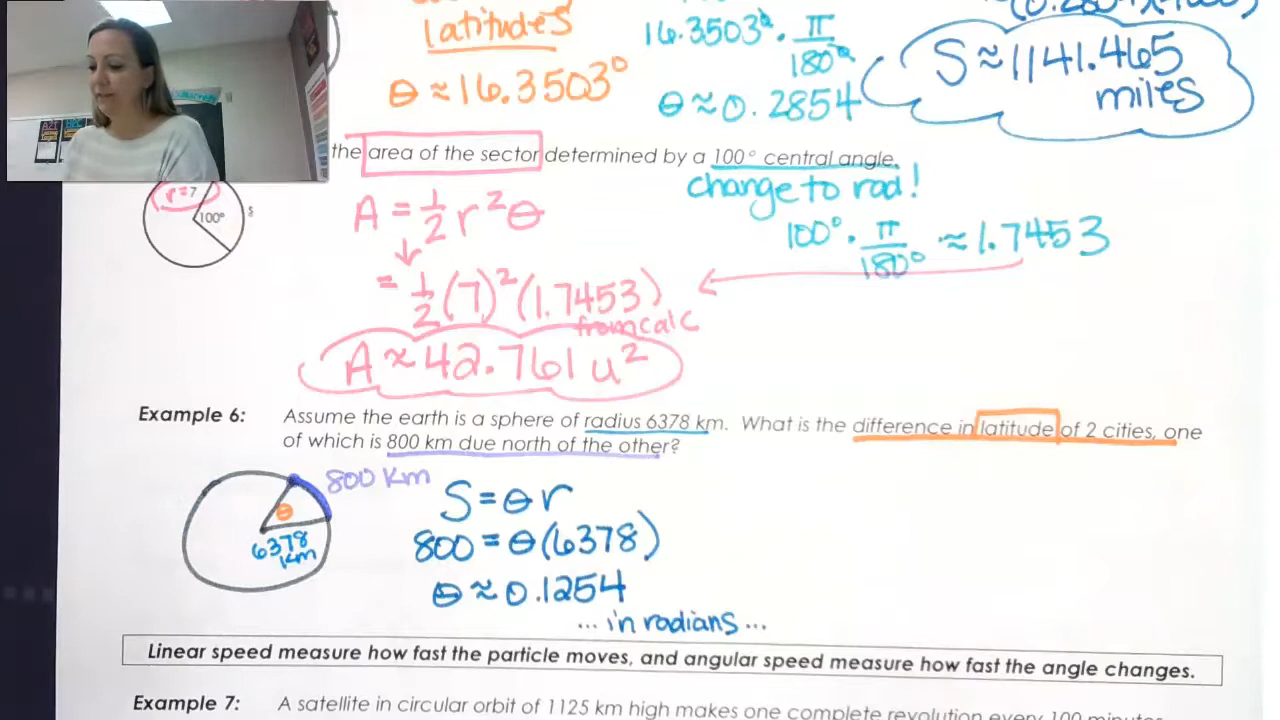 latitudes
θ ≈ 16.3503°
16.3503° · π/180°
θ ≈ 0.2854
S ≈ 1141.465
miles
the area of the sector determined by a 100° central angle.
change to rad!
r=7
100°
s
A = 1/2 r²θ
100° · π/180° ≈ 1.7453
= 1/2 (7)² (1.7453)
from calc
A ≈ 42.761 u²
Example 6: Assume the earth is a sphere of radius 6378 km. What is the difference in latitude of 2 cities, one
of which is 800 km due north of the other?
800 Km
θ
6378
Km
S = θr
800 = θ(6378)
θ ≈ 0.1254
... in radians ...
Linear speed measure how fast the particle moves, and angular speed measure how fast the angle changes.
Example 7: A satellite in circular orbit of 1125 km high makes one complete revolution every 100 minutes